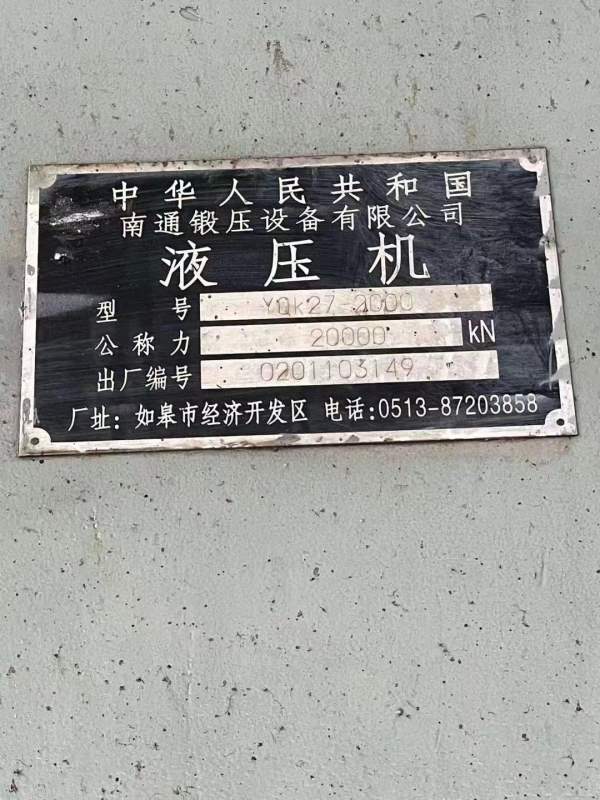 中华人民共和国
南通锻压设备有限公司
液压机
型 号 YQk27-2000
公称力 20000 kN
出厂编号 0201103149
厂址：如皋市经济开发区 电话：0513-87203858